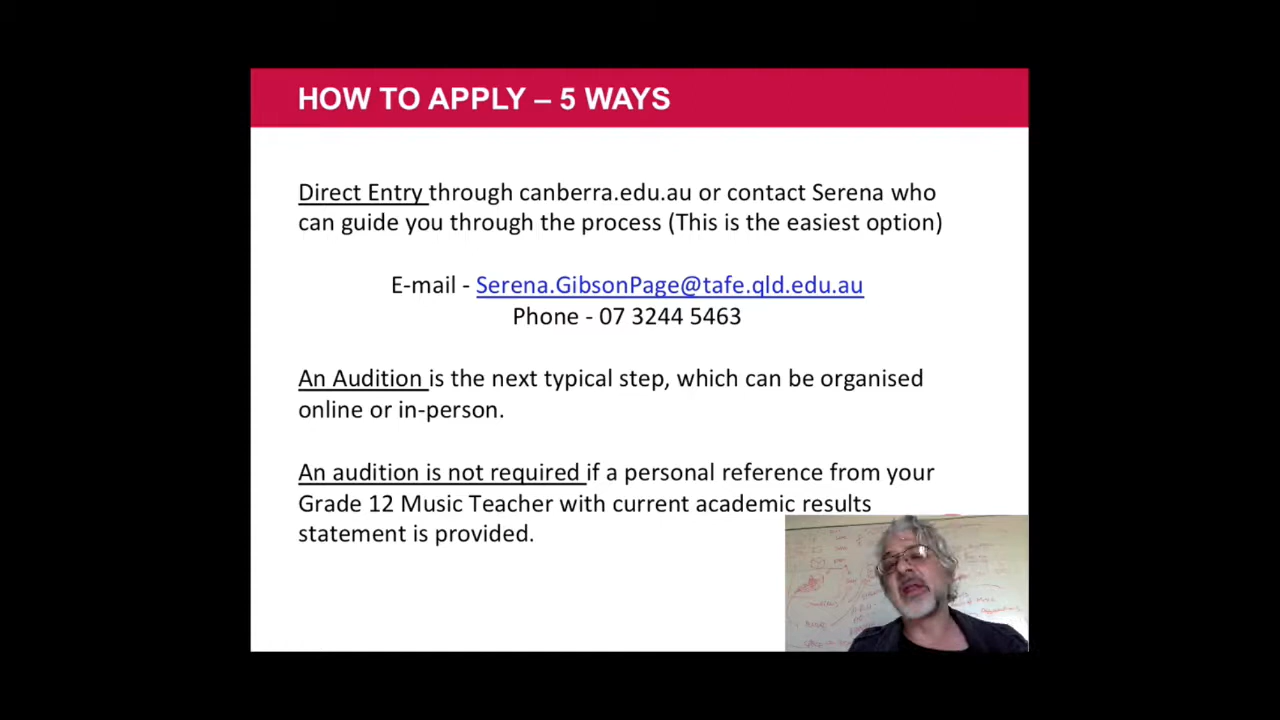 HOW TO APPLY – 5 WAYS
Direct Entry through canberra.edu.au or contact Serena who
can guide you through the process (This is the easiest option)
E-mail - Serena.GibsonPage@tafe.qld.edu.au
Phone - 07 3244 5463
An Audition is the next typical step, which can be organised
online or in-person.
An audition is not required if a personal reference from your
Grade 12 Music Teacher with current academic results
statement is provided.